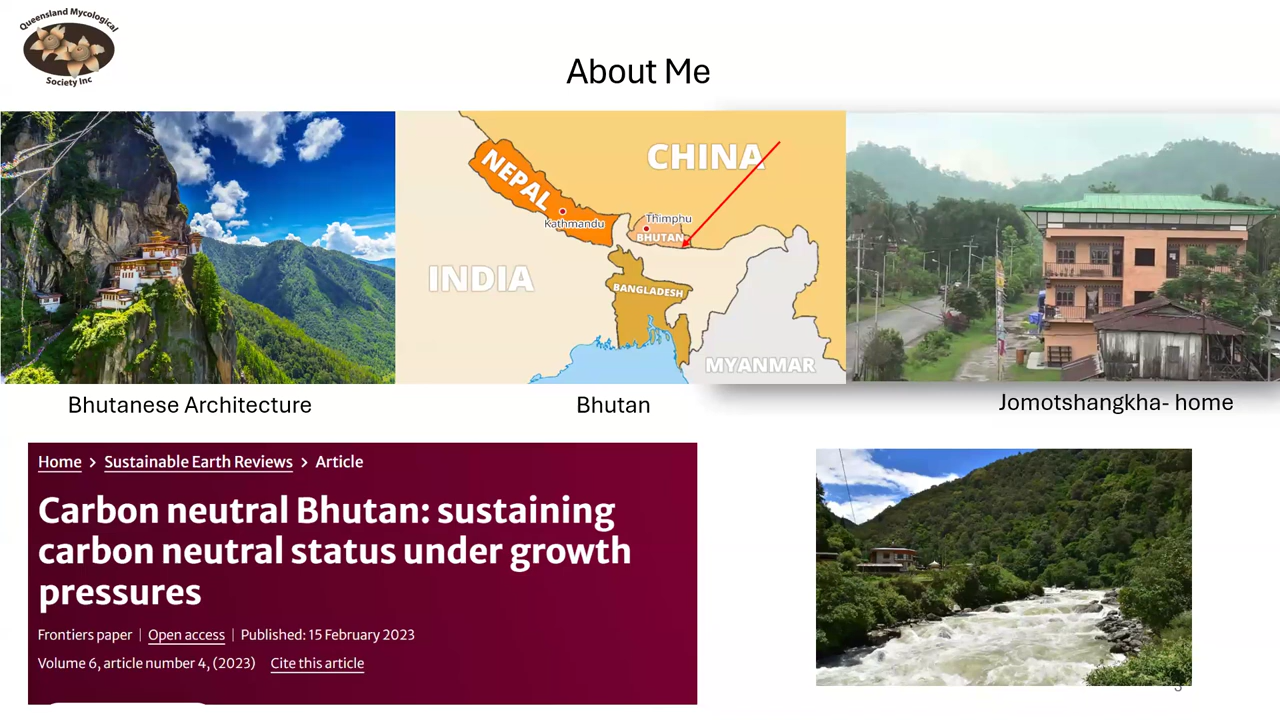 Queensland Mycological
Society Inc
About Me
NEPAL
Kathmandu
CHINA
Thimphu
BHUTAN
INDIA
BANGLADESH
MYANMAR
Bhutanese Architecture
Bhutan
Jomotshangkha- home
Home > Sustainable Earth Reviews > Article
Carbon neutral Bhutan: sustaining
carbon neutral status under growth
pressures
Frontiers paper | Open access | Published: 15 February 2023
Volume 6, article number 4, (2023) Cite this article